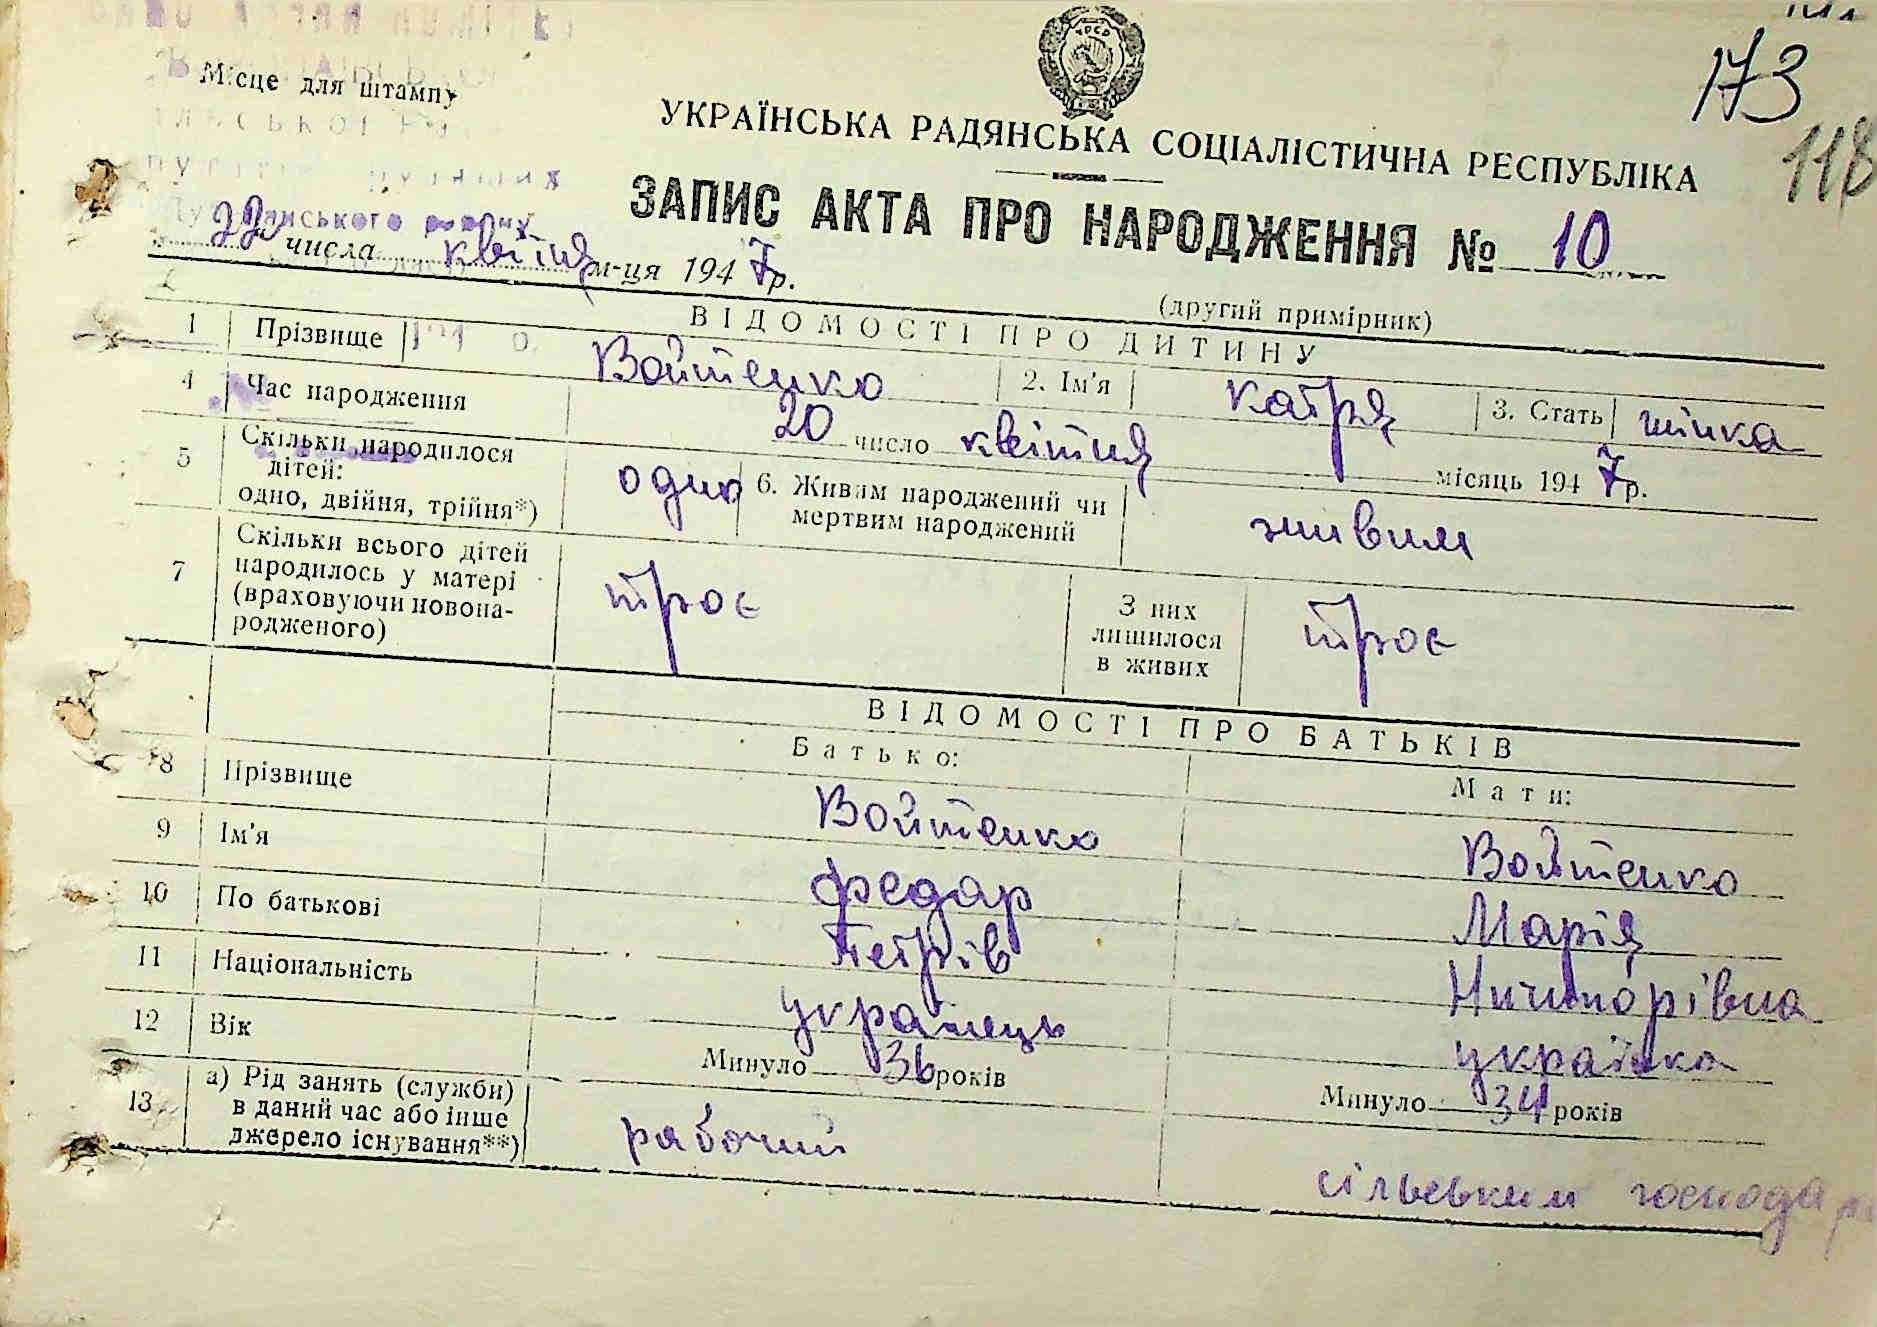 173
118
Місце для штампу
УКРАЇНСЬКА РАДЯНСЬКА СОЦІАЛІСТИЧНА РЕСПУБЛІКА
ЗАПИС АКТА ПРО НАРОДЖЕННЯ № 10
22 числа квітня м-ця 1947 р.
(другий примірник)
ВІДОМОСТІ ПРО ДИТИНУ
1 Прізвище Войтенко 2. Ім'я Катря 3. Стать жінка
4 Час народження 20 число квітня місяць 1947 р.
5 Скільки народилося
дітей:
одно, двійня, трійня*) одно 6. Живим народжений чи
мертвим народжений живим
7 Скільки всього дітей
народилось у матері
(враховуючи новона-
родженого) троє З них
лишилося
в живих троє
ВІДОМОСТІ ПРО БАТЬКІВ
Батько: Мати:
8 Прізвище Войтенко Войтенко
9 Ім'я Федар Марія
10 По батькові Петрів Ничипорівна
11 Національність українець українка
12 Вік Минуло 36 років Минуло 34 років
13 а) Рід занять (служби)
в даний час або інше
джерело існування**) рабочий сільським господар